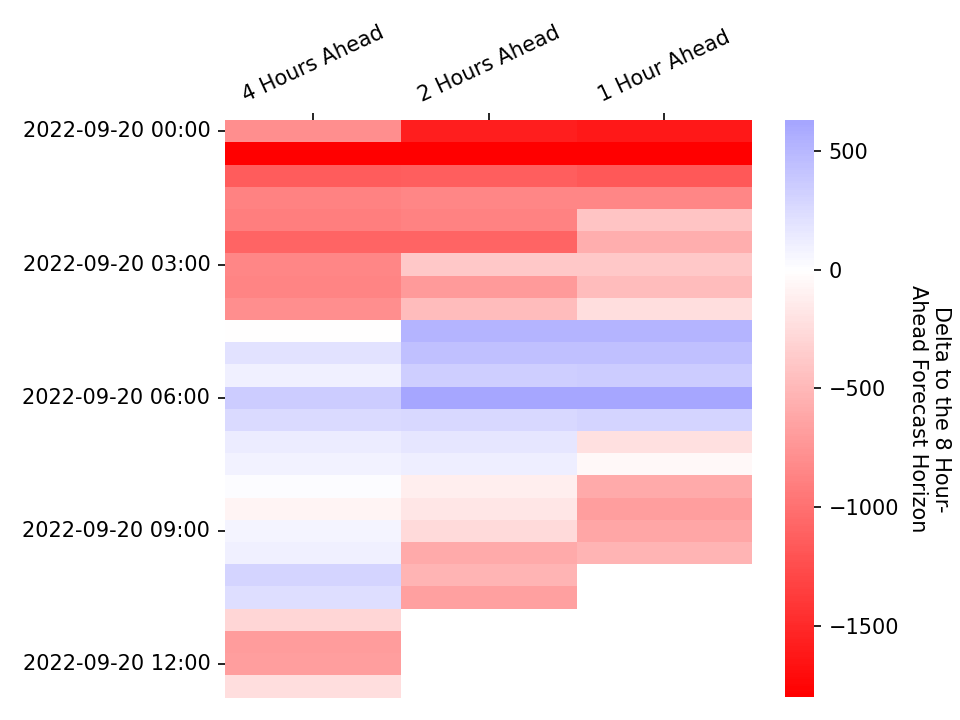 4 Hours Ahead
2 Hours Ahead
1 Hour Ahead
2022-09-20 00:00
2022-09-20 03:00
2022-09-20 06:00
2022-09-20 09:00
2022-09-20 12:00
500
0
−500
−1000
−1500
Delta to the 8 Hour-
Ahead Forecast Horizon